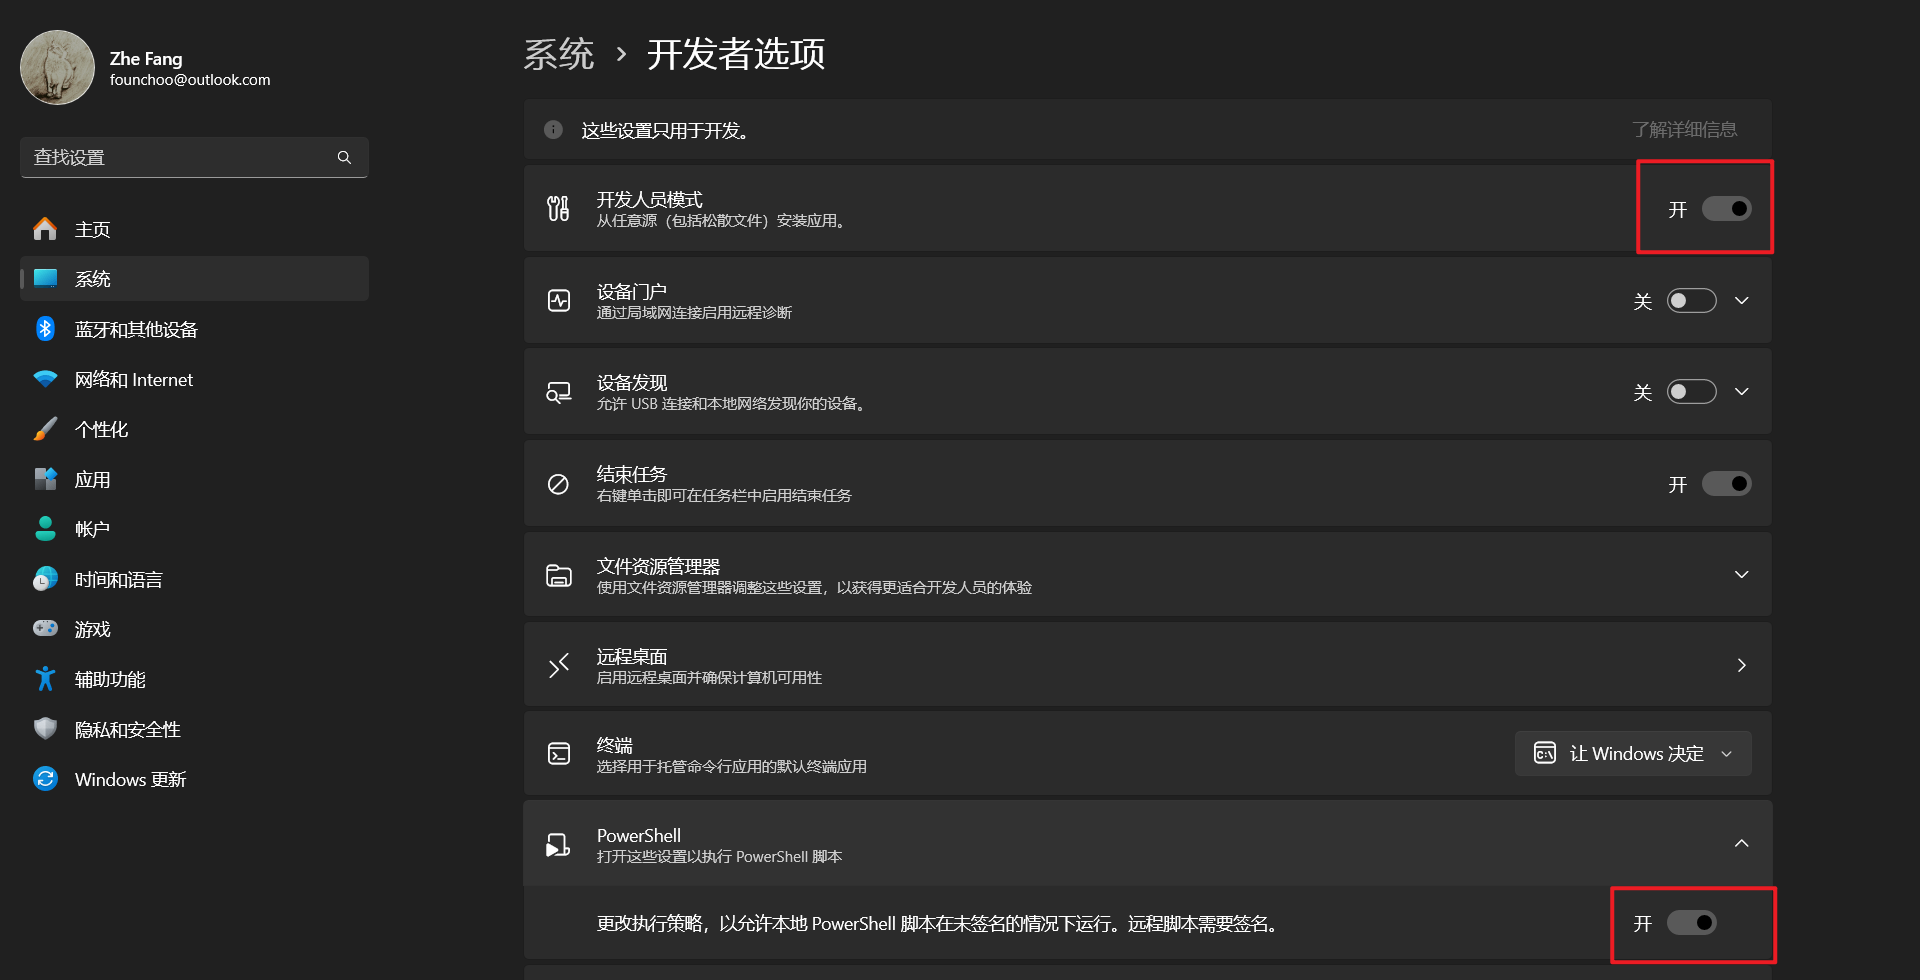 Zhe Fang
founchoo@outlook.com
查找设置
主页
系统
蓝牙和其他设备
网络和 Internet
个性化
应用
帐户
时间和语言
游戏
辅助功能
隐私和安全性
Windows 更新
系统 › 开发者选项
这些设置只用于开发。
了解详细信息
开发人员模式
从任意源（包括松散文件）安装应用。
开
设备门户
通过局域网连接启用远程诊断
关
设备发现
允许 USB 连接和本地网络发现你的设备。
关
结束任务
右键单击即可在任务栏中启用结束任务
开
文件资源管理器
使用文件资源管理器调整这些设置，以获得更适合开发人员的体验
远程桌面
启用远程桌面并确保计算机可用性
终端
选择用于托管命令行应用的默认终端应用
让 Windows 决定
PowerShell
打开这些设置以执行 PowerShell 脚本
更改执行策略，以允许本地 PowerShell 脚本在未签名的情况下运行。远程脚本需要签名。
开